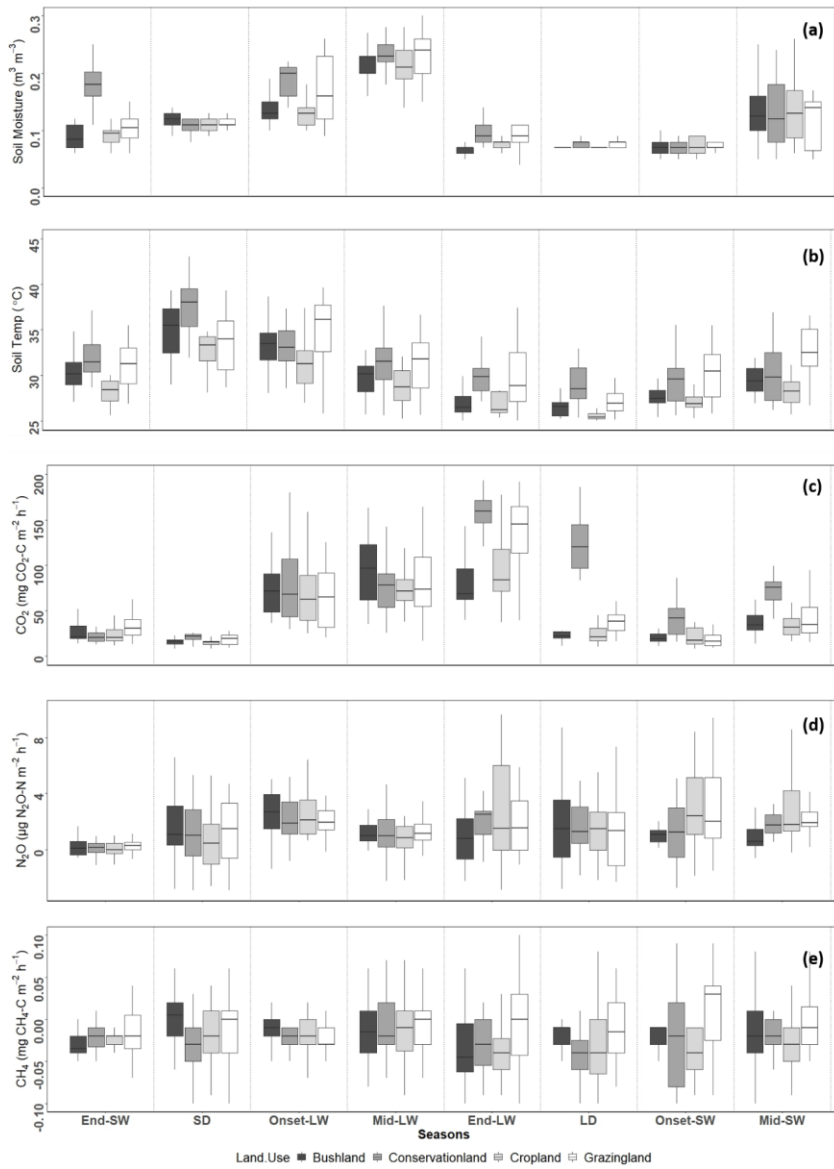 (a)
Soil Moisture (m³ m⁻³)
0.3
0.2
0.1
0.0
(b)
Soil Temp (°C)
45
40
35
30
25
(c)
CO₂ (mg CO₂-C m⁻² h⁻¹)
200
150
100
50
0
(d)
N₂O (µg N₂O-N m⁻² h⁻¹)
8
4
0
(e)
CH₄ (mg CH₄-C m⁻² h⁻¹)
0.10
0.05
0.00
-0.05
-0.10
End-SW SD Onset-LW Mid-LW End-LW LD Onset-SW Mid-SW
Seasons
Land.Use Bushland Conservationland Cropland Grazingland